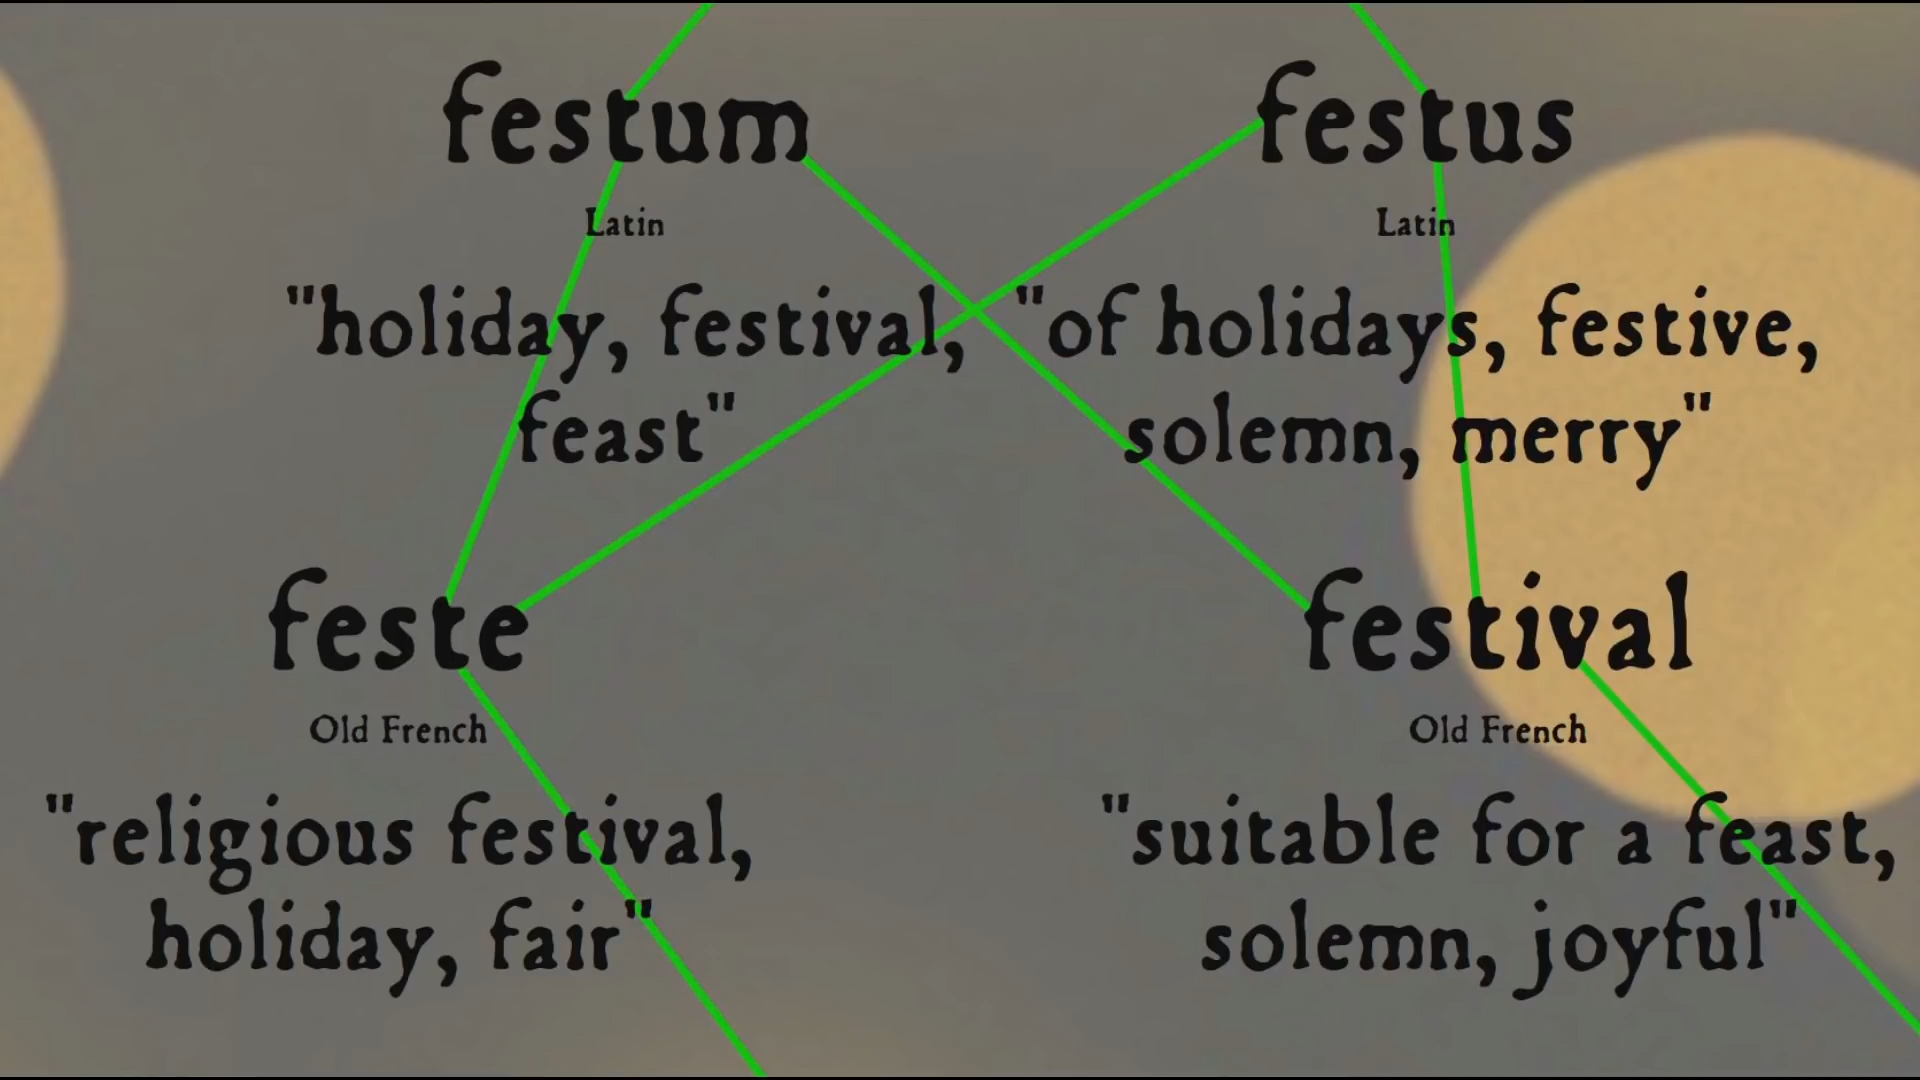 festum
Latin
"holiday, festival,
feast"
festus
Latin
"of holidays, festive,
solemn, merry"
feste
Old French
"religious festival,
holiday, fair"
festival
Old French
"suitable for a feast,
solemn, joyful"